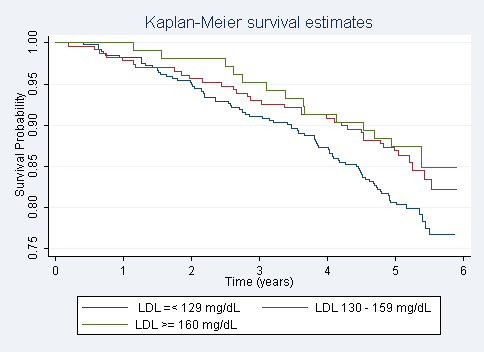 Kaplan-Meier survival estimates
1.00
0.95
0.90
0.85
0.80
0.75
Survival Probability
0 1 2 3 4 5 6
Time (years)
LDL =< 129 mg/dL LDL 130 - 159 mg/dL
LDL >= 160 mg/dL